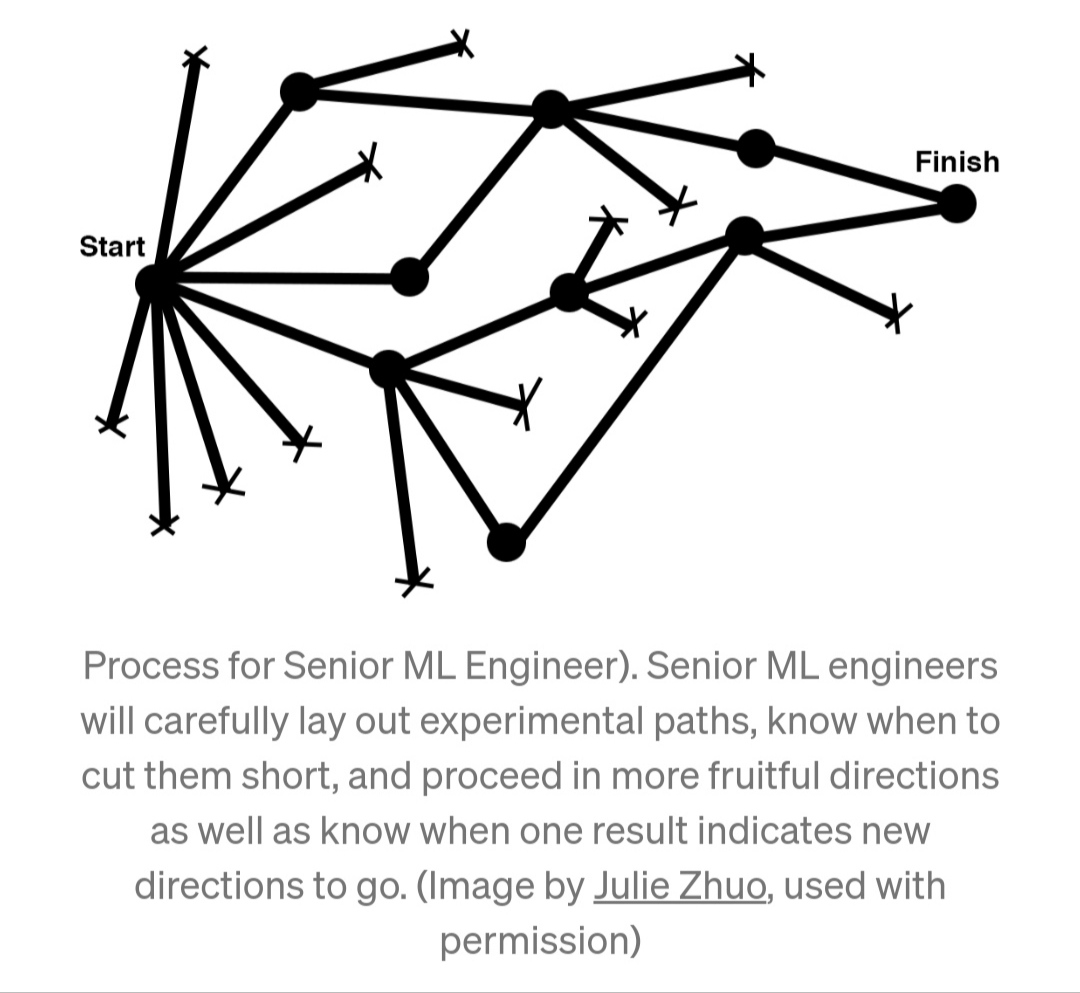 Finish
Start
Process for Senior ML Engineer). Senior ML engineers
will carefully lay out experimental paths, know when to
cut them short, and proceed in more fruitful directions
as well as know when one result indicates new
directions to go. (Image by Julie Zhuo, used with
permission)